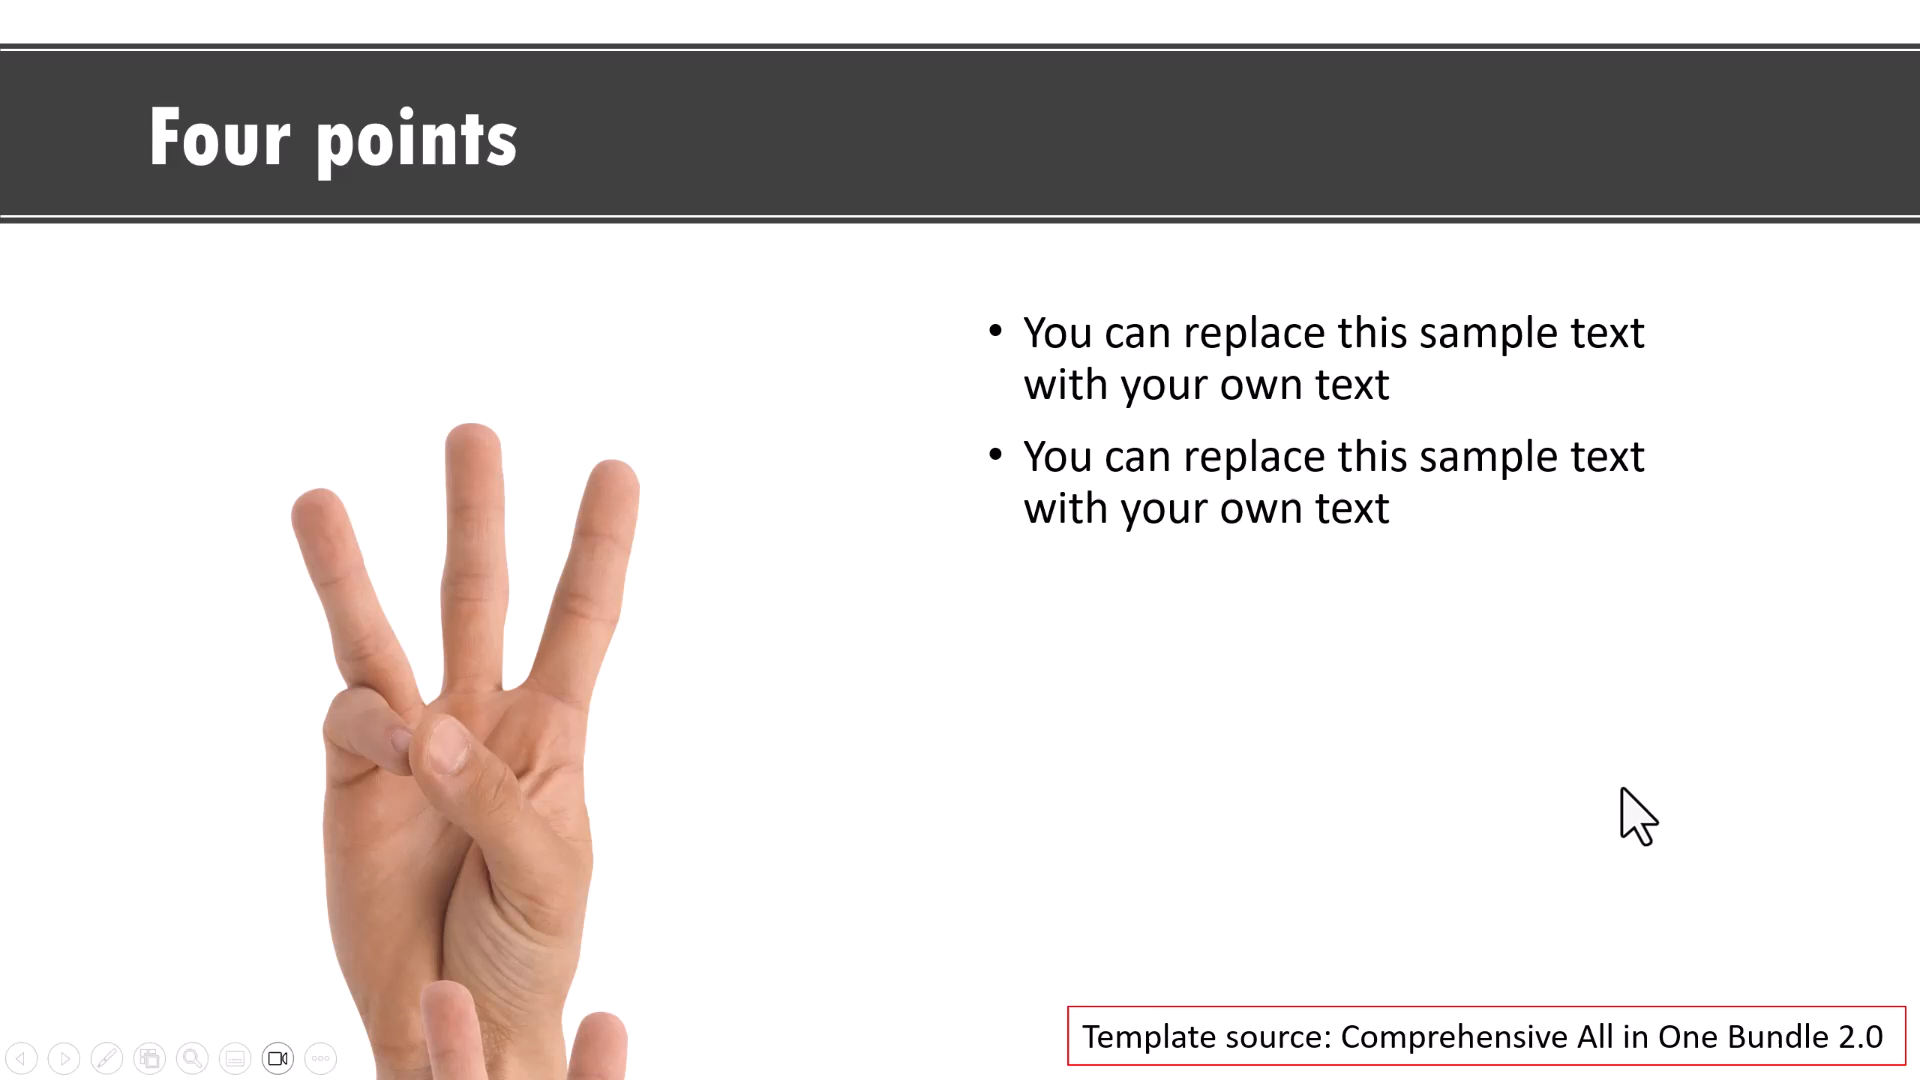 Four points
• You can replace this sample text
with your own text
• You can replace this sample text
with your own text
Template source: Comprehensive All in One Bundle 2.0